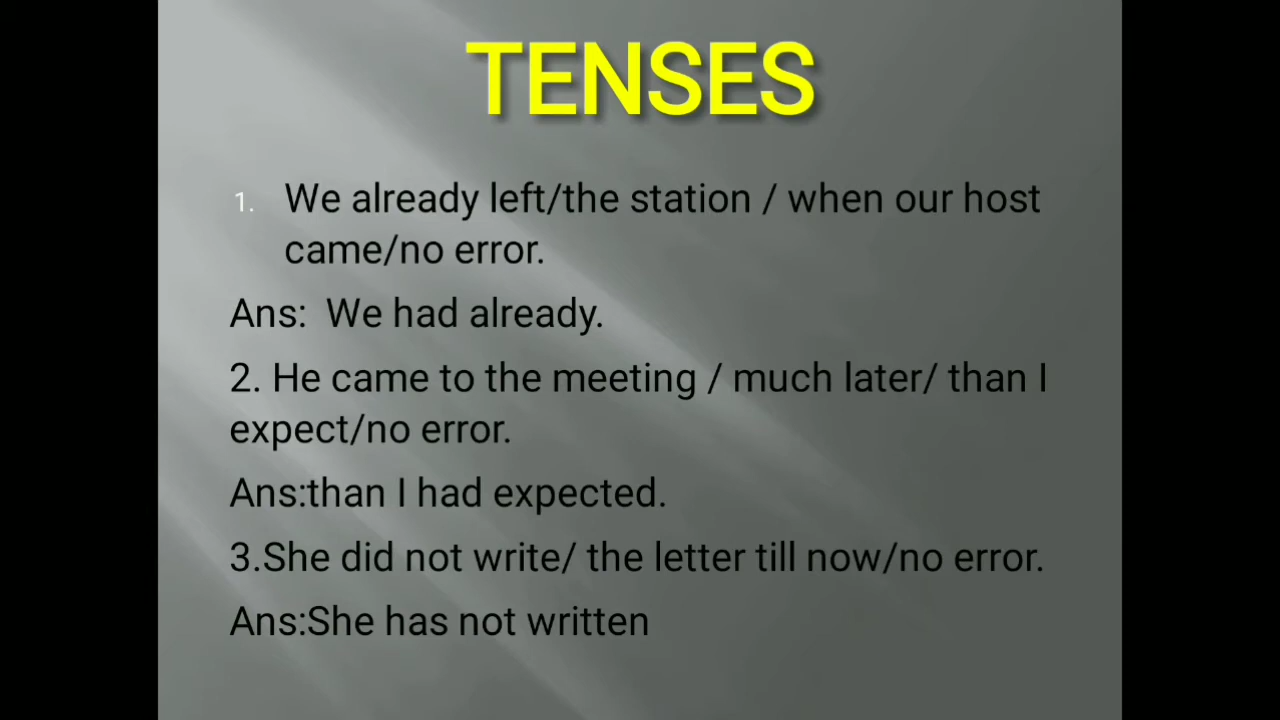 TENSES
1. We already left/the station / when our host
came/no error.
Ans: We had already.
2. He came to the meeting / much later/ than I
expect/no error.
Ans:than I had expected.
3.She did not write/ the letter till now/no error.
Ans:She has not written